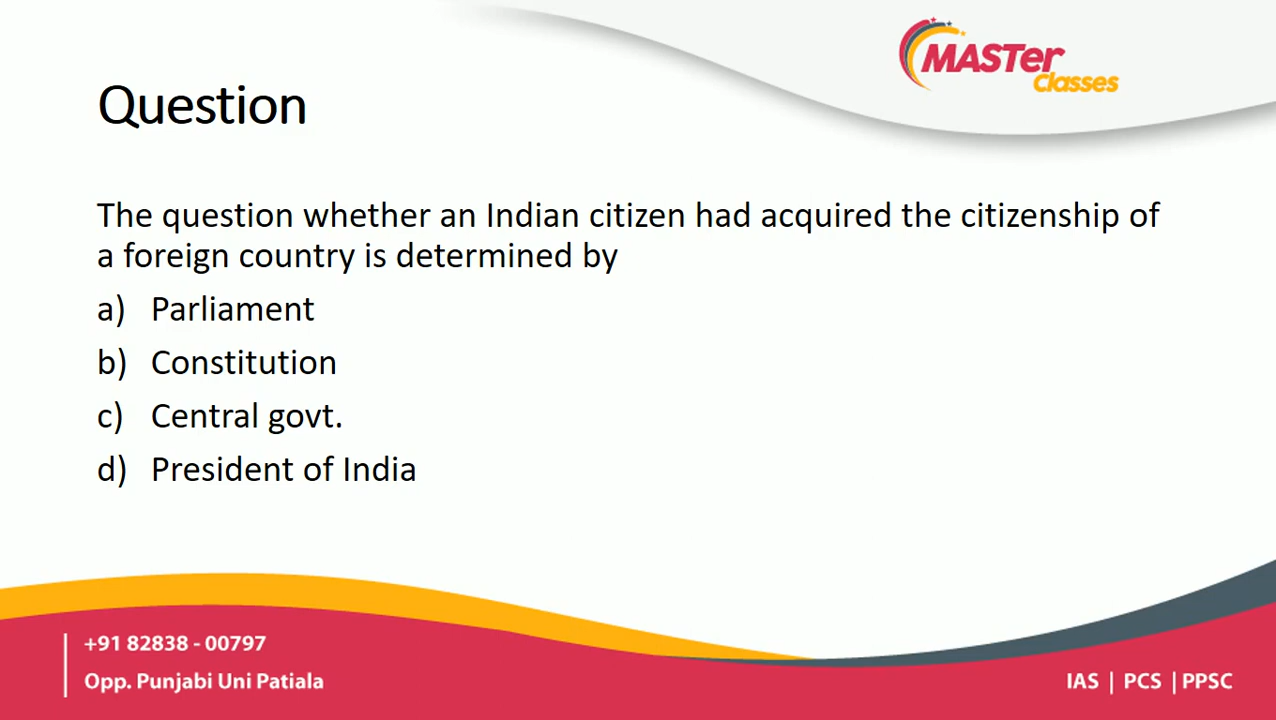 MASTer
Classes
Question
The question whether an Indian citizen had acquired the citizenship of
a foreign country is determined by
a) Parliament
b) Constitution
c) Central govt.
d) President of India
+91 82838 - 00797
Opp. Punjabi Uni Patiala
IAS | PCS | PPSC